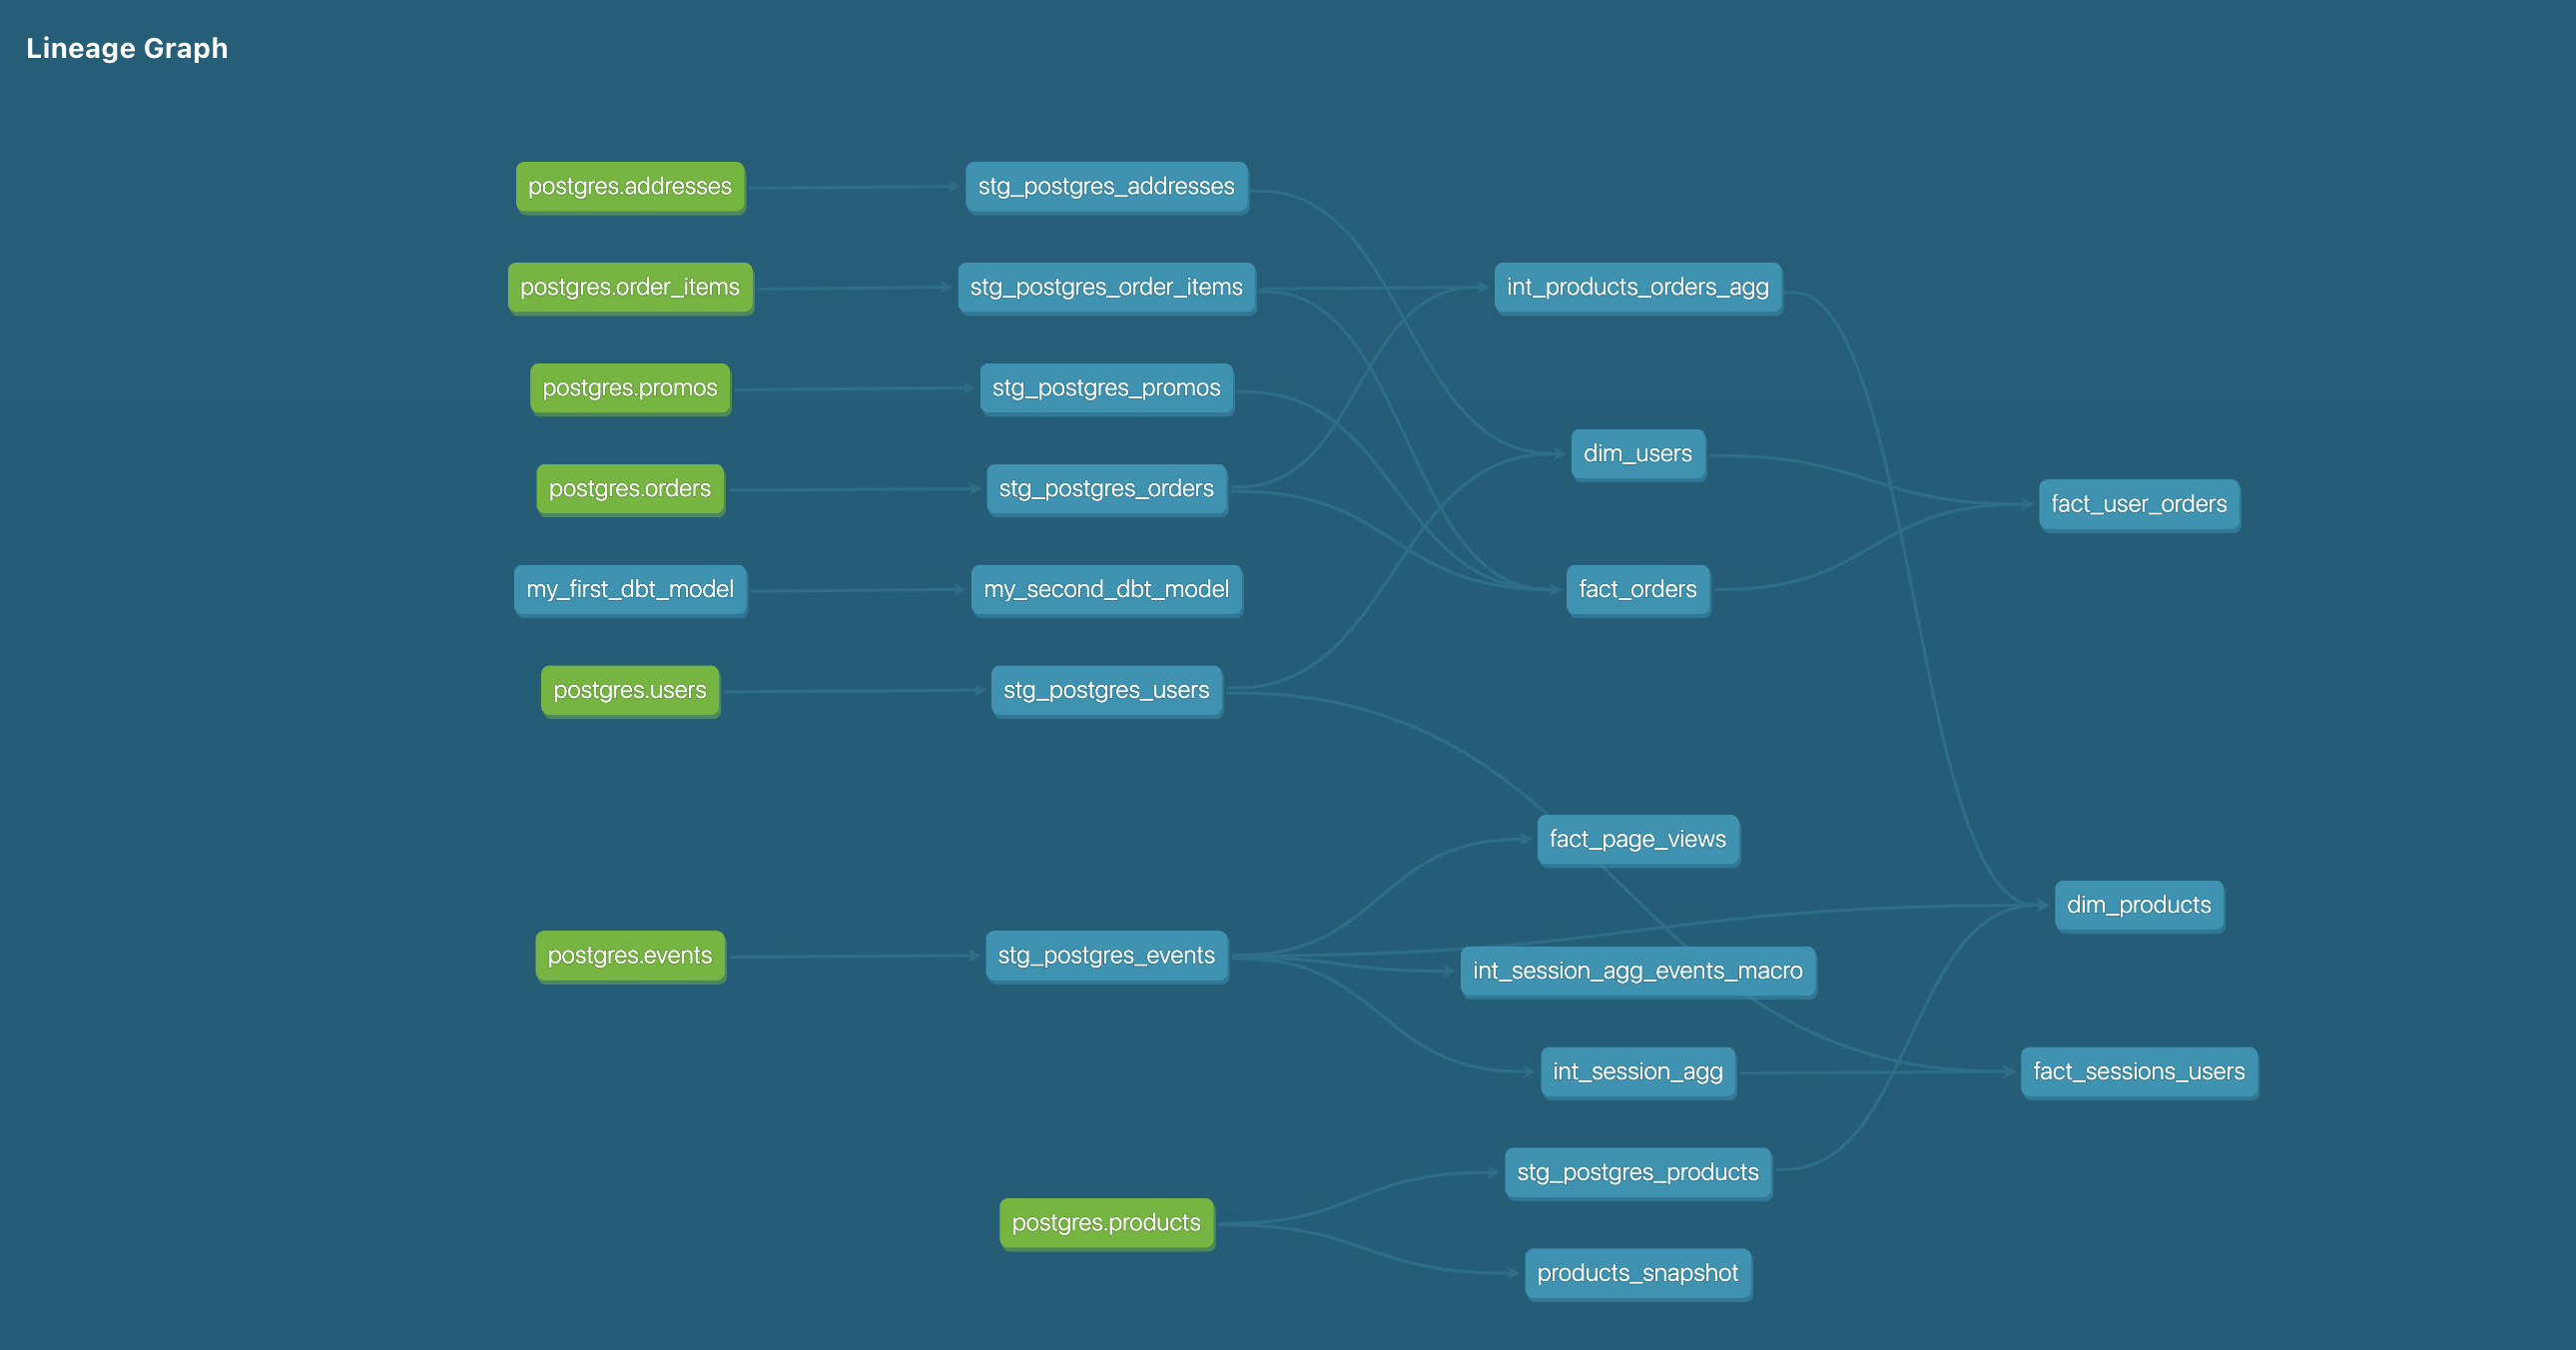 Lineage Graph
postgres.addresses
stg_postgres_addresses
postgres.order_items
stg_postgres_order_items
int_products_orders_agg
postgres.promos
stg_postgres_promos
dim_users
postgres.orders
stg_postgres_orders
fact_user_orders
my_first_dbt_model
my_second_dbt_model
fact_orders
postgres.users
stg_postgres_users
fact_page_views
dim_products
postgres.events
stg_postgres_events
int_session_agg_events_macro
int_session_agg
fact_sessions_users
stg_postgres_products
postgres.products
products_snapshot